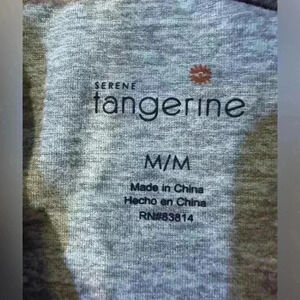 SERENE
tangerine
M/M
Made in China
Hecho en China
RN#83814